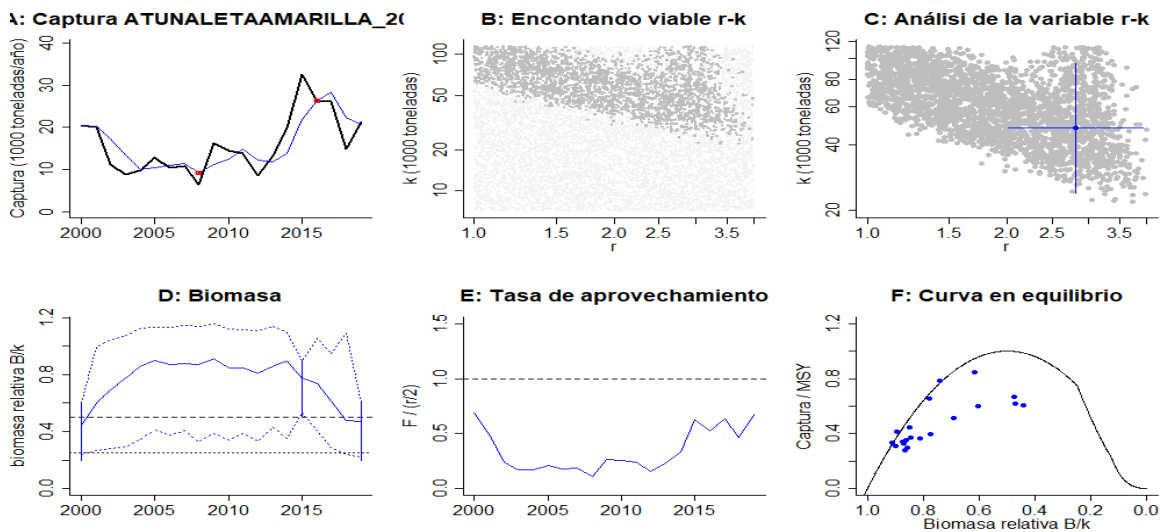 A: Captura ATUNALETAAMARILLA_20
Captura (1000 toneladas/año)
40
30
20
10
0
2000 2005 2010 2015
B: Encontando viable r-k
k (1000 toneladas)
100
50
20
10
1.0 1.5 2.0 2.5 3.5
r
C: Análisi de la variable r-k
k (1000 toneladas)
120
80
60
40
20
1.0 1.5 2.0 2.5 3.5
r
D: Biomasa
biomasa relativa B/k
1.2
0.8
0.4
0.0
2000 2005 2010 2015
E: Tasa de aprovechamiento
F / (r/2)
1.5
1.0
0.5
0.0
2000 2005 2010 2015
F: Curva en equilibrio
Captura / MSY
1.2
0.8
0.4
0.0
1.0 0.8 0.6 0.4 0.2 0.0
Biomasa relativa B/k